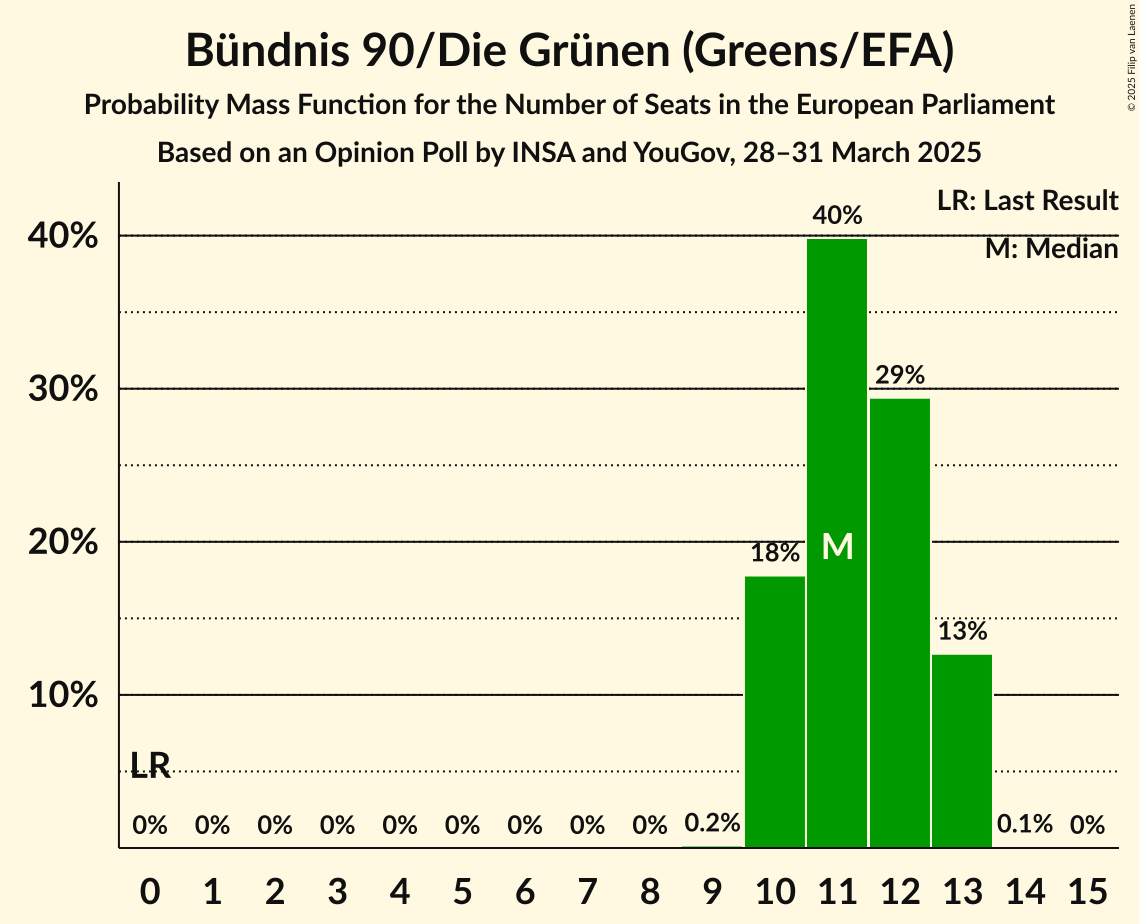 Bündnis 90/Die Grünen (Greens/EFA)
Probability Mass Function for the Number of Seats in the European Parliament
Based on an Opinion Poll by INSA and YouGov, 28–31 March 2025
© 2025 Filip van Laenen
LR: Last Result
M: Median
40%
30%
20%
10%
40%
29%
18%
M
13%
LR
0% 0% 0% 0% 0% 0% 0% 0% 0% 0.2% 0.1% 0%
0 1 2 3 4 5 6 7 8 9 10 11 12 13 14 15